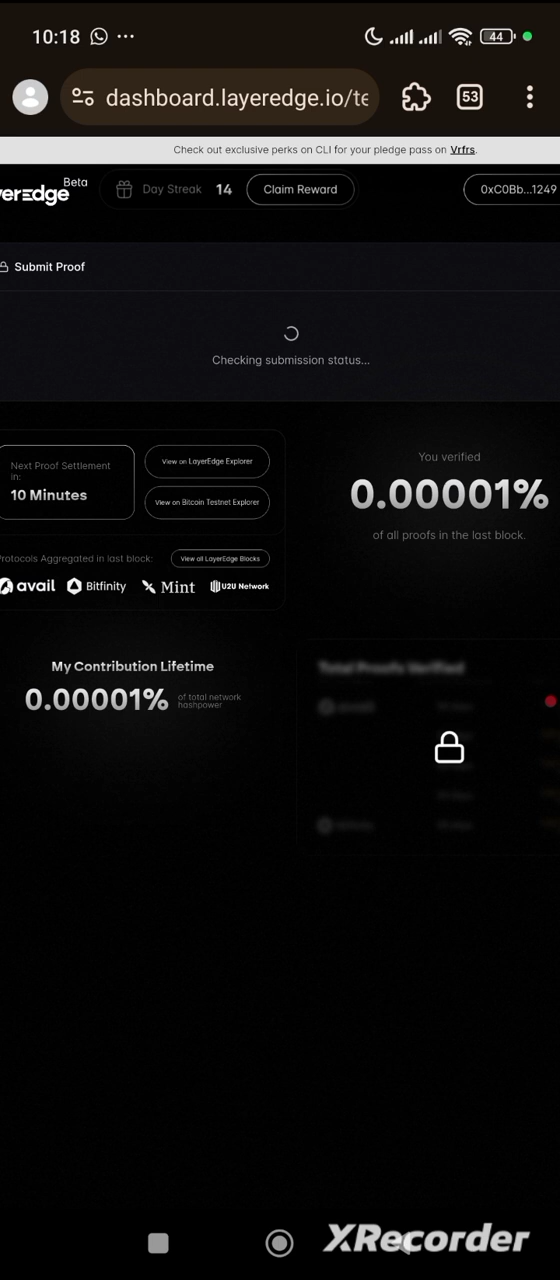 10:18
44
dashboard.layeredge.io/te
53
Check out exclusive perks on CLI for your pledge pass on Vrfrs.
yerEdge Beta
Day Streak 14 Claim Reward
0xC0Bb...1249
Submit Proof
Checking submission status...
Next Proof Settlement
in:
10 Minutes
View on LayerEdge Explorer
View on Bitcoin Testnet Explorer
You verified
0.00001%
of all proofs in the last block.
Protocols Aggregated in last block:
View all LayerEdge Blocks
avail Bitfinity Mint U2U Network
My Contribution Lifetime
0.00001% of total network
hashpower
Total Proofs Verified
XRecorder